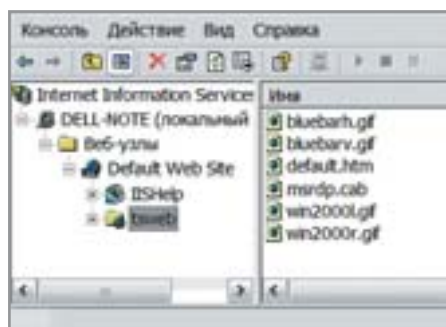 Консоль Действие Вид Справка
Internet Information Service
DELL-NOTE (локальный
Веб-узлы
Default Web Site
IISHelp
tsweb
Имя
bluebarh.gif
bluebarv.gif
default.htm
msrdp.cab
win2000l.gif
win2000r.gif